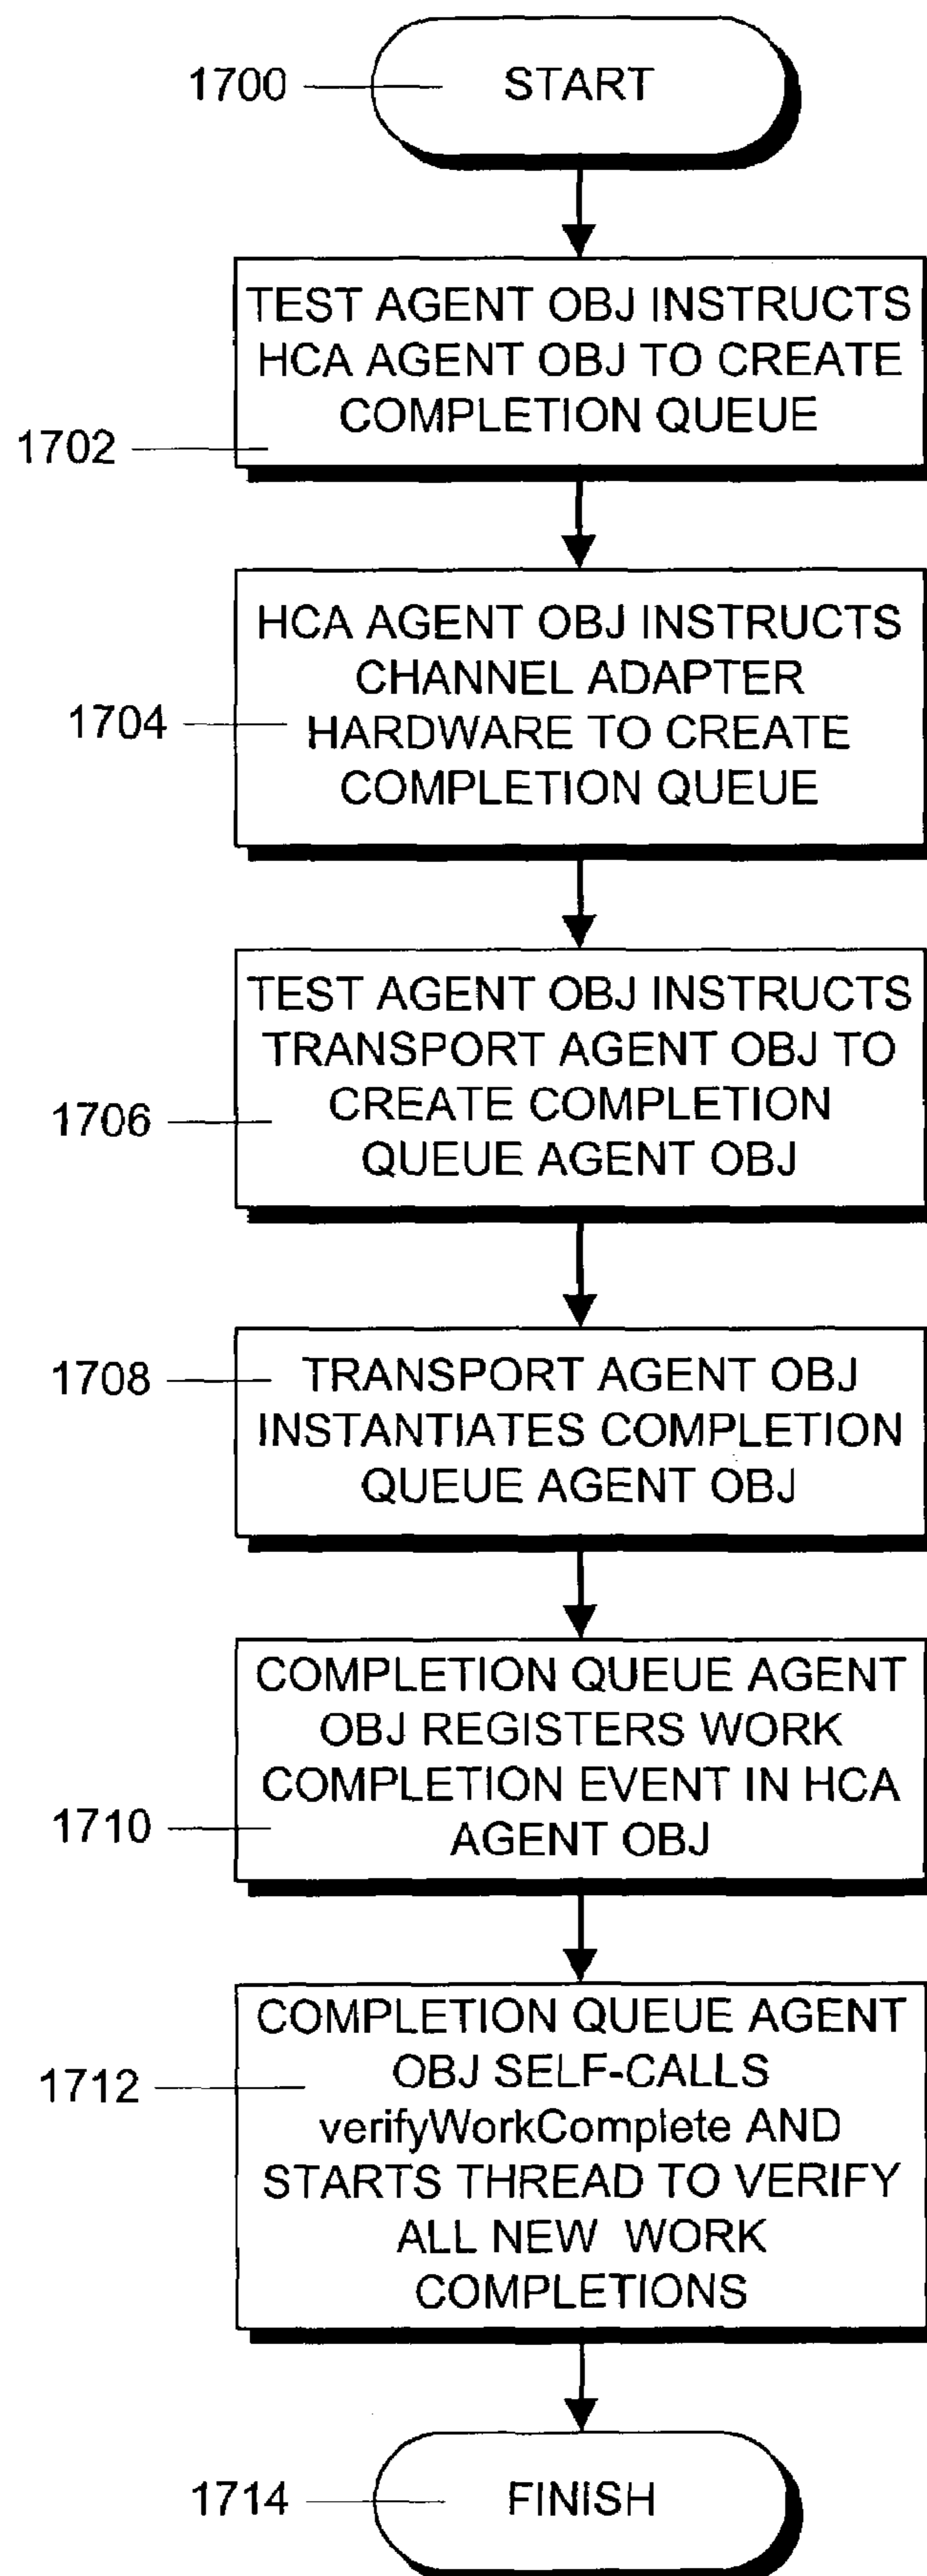 1700
START
TEST AGENT OBJ INSTRUCTS
HCA AGENT OBJ TO CREATE
COMPLETION QUEUE
1702
HCA AGENT OBJ INSTRUCTS
CHANNEL ADAPTER
HARDWARE TO CREATE
COMPLETION QUEUE
1704
TEST AGENT OBJ INSTRUCTS
TRANSPORT AGENT OBJ TO
CREATE COMPLETION
QUEUE AGENT OBJ
1706
TRANSPORT AGENT OBJ
INSTANTIATES COMPLETION
QUEUE AGENT OBJ
1708
COMPLETION QUEUE AGENT
OBJ REGISTERS WORK
COMPLETION EVENT IN HCA
AGENT OBJ
1710
COMPLETION QUEUE AGENT
OBJ SELF-CALLS
verifyWorkComplete AND
STARTS THREAD TO VERIFY
ALL NEW WORK
COMPLETIONS
1712
1714
FINISH